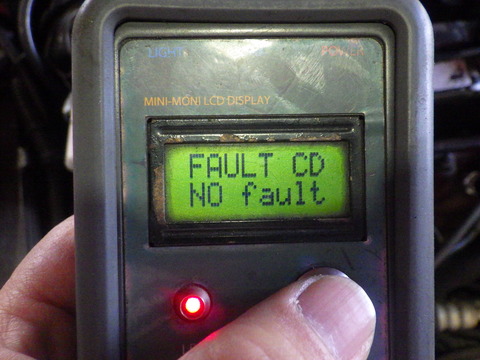 LIGHT
POWER
MINI-MONI LCD DISPLAY
FAULT CD
NO fault